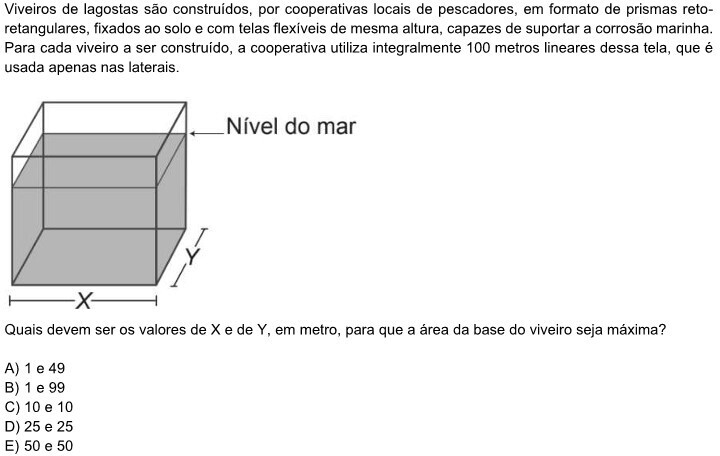 Viveiros de lagostas são construídos, por cooperativas locais de pescadores, em formato de prismas reto-
retangulares, fixados ao solo e com telas flexíveis de mesma altura, capazes de suportar a corrosão marinha.
Para cada viveiro a ser construído, a cooperativa utiliza integralmente 100 metros lineares dessa tela, que é
usada apenas nas laterais.
Nível do mar
Y
X
Quais devem ser os valores de X e de Y, em metro, para que a área da base do viveiro seja máxima?
A) 1 e 49
B) 1 e 99
C) 10 e 10
D) 25 e 25
E) 50 e 50